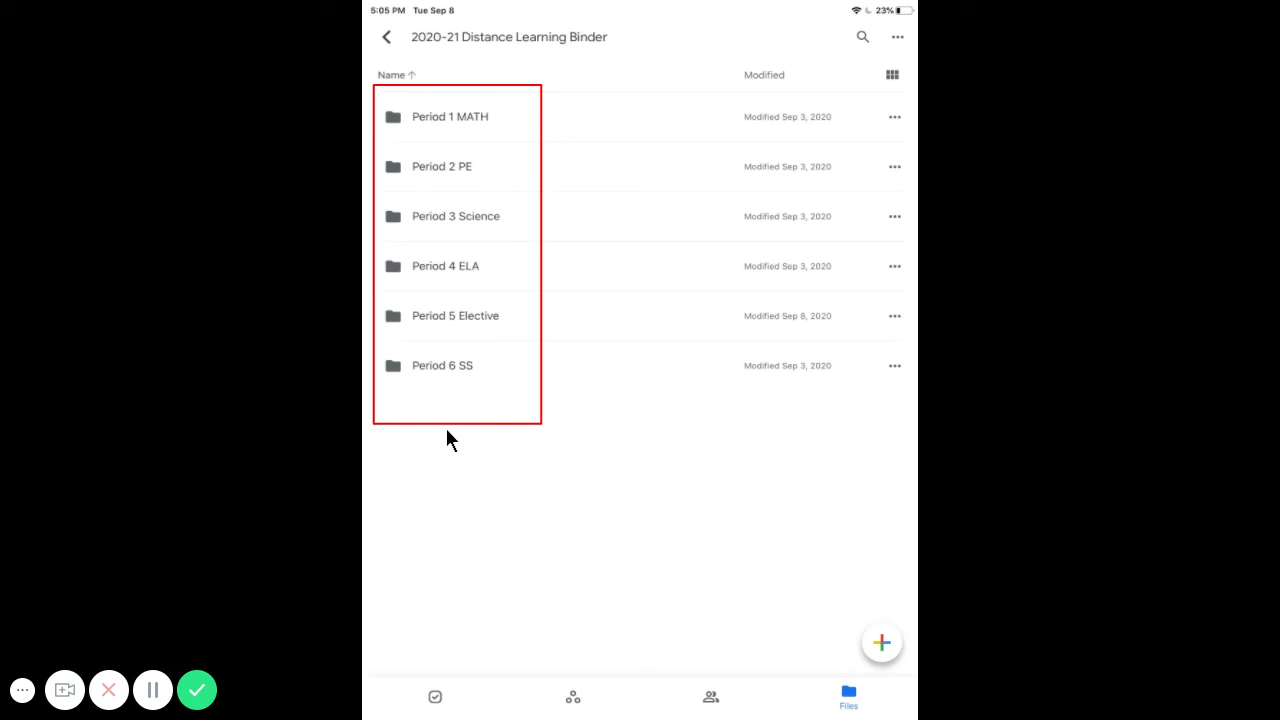 5:05 PM Tue Sep 8 23%
2020-21 Distance Learning Binder
Name Modified
Period 1 MATH Modified Sep 3, 2020
Period 2 PE Modified Sep 3, 2020
Period 3 Science Modified Sep 3, 2020
Period 4 ELA Modified Sep 3, 2020
Period 5 Elective Modified Sep 8, 2020
Period 6 SS Modified Sep 3, 2020
Files